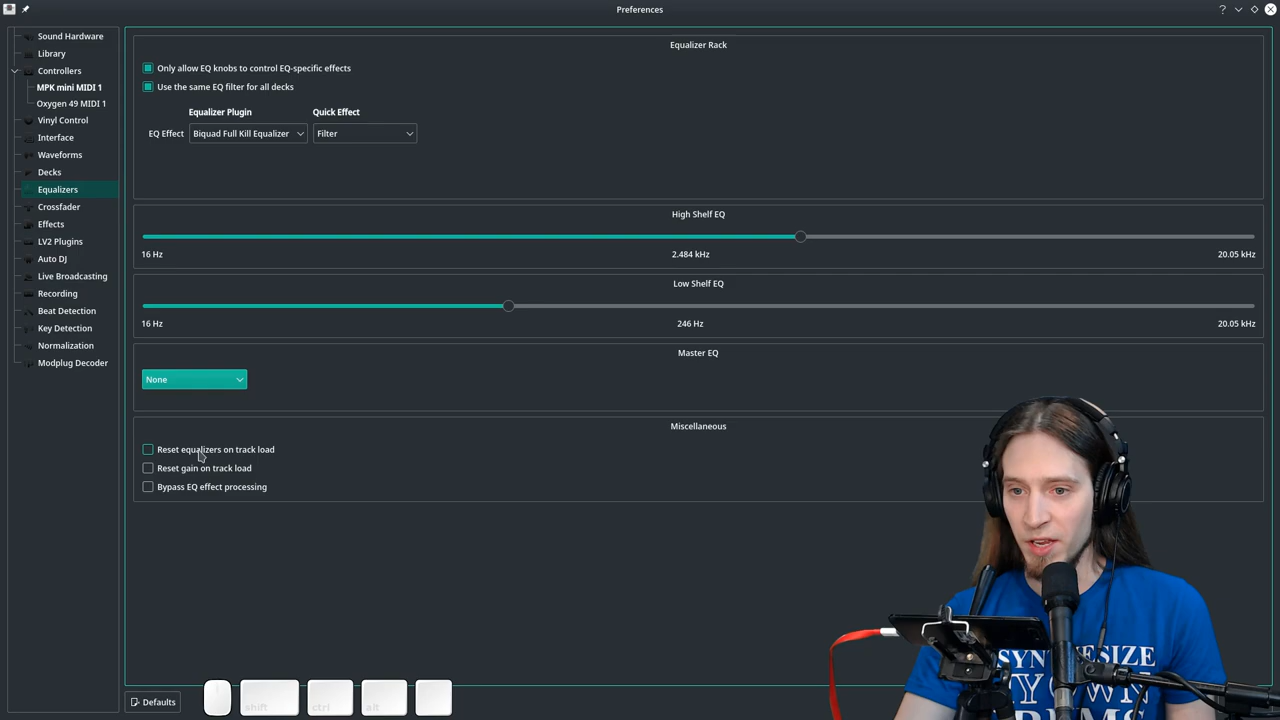 Preferences
?
Sound Hardware
Library
Controllers
MPK mini MIDI 1
Oxygen 49 MIDI 1
Vinyl Control
Interface
Waveforms
Decks
Equalizers
Crossfader
Effects
LV2 Plugins
Auto DJ
Live Broadcasting
Recording
Beat Detection
Key Detection
Normalization
Modplug Decoder
Equalizer Rack
Only allow EQ knobs to control EQ-specific effects
Use the same EQ filter for all decks
Equalizer Plugin Quick Effect
EQ Effect Biquad Full Kill Equalizer Filter
High Shelf EQ
16 Hz 2.484 kHz 20.05 kHz
Low Shelf EQ
16 Hz 246 Hz 20.05 kHz
Master EQ
None
Miscellaneous
Reset equalizers on track load
Reset gain on track load
Bypass EQ effect processing
Defaults
shift ctrl alt
SYNTHESIZE
YOWN